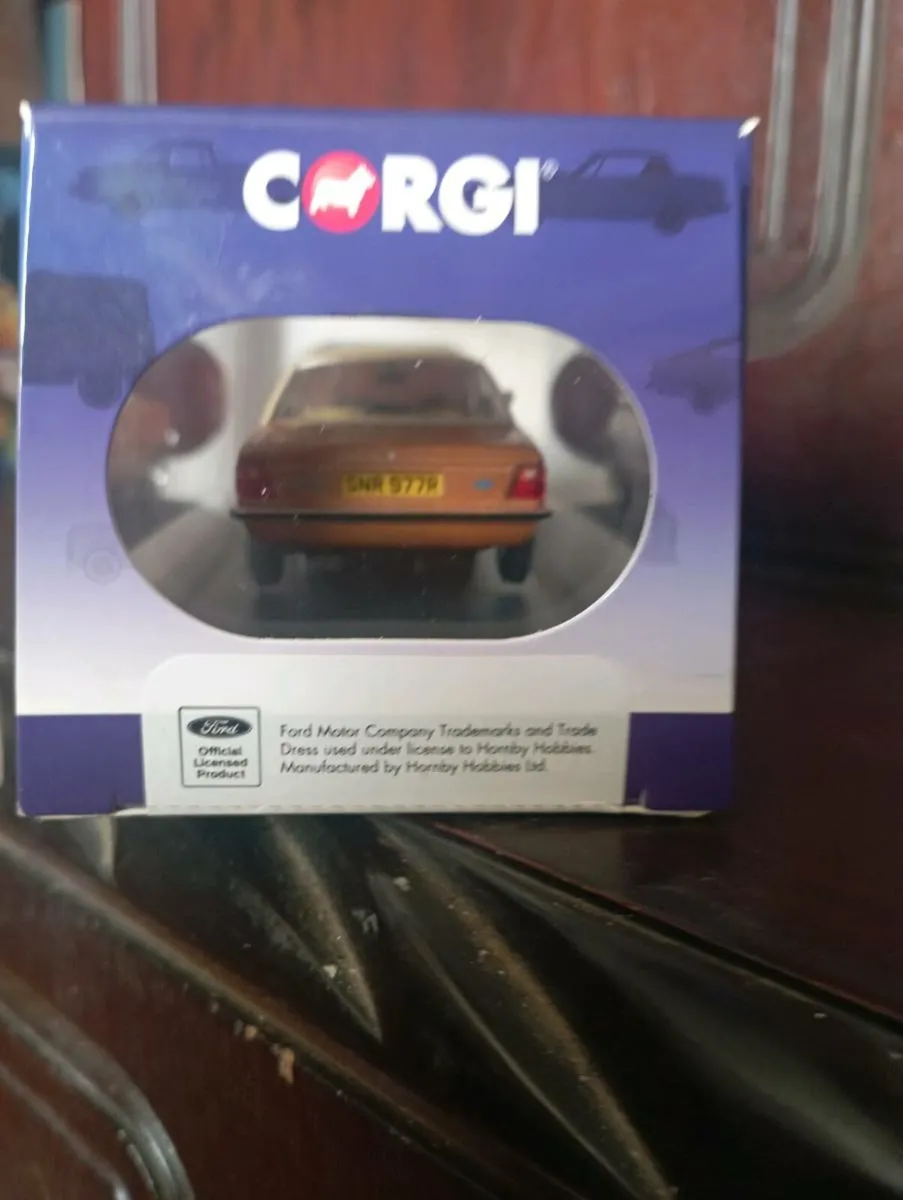 CORGI®
SNR 977R
Ford
Official
Licensed
Product
Ford Motor Company Trademarks and Trade
Dress used under license to Hornby Hobbies.
Manufactured by Hornby Hobbies Ltd.